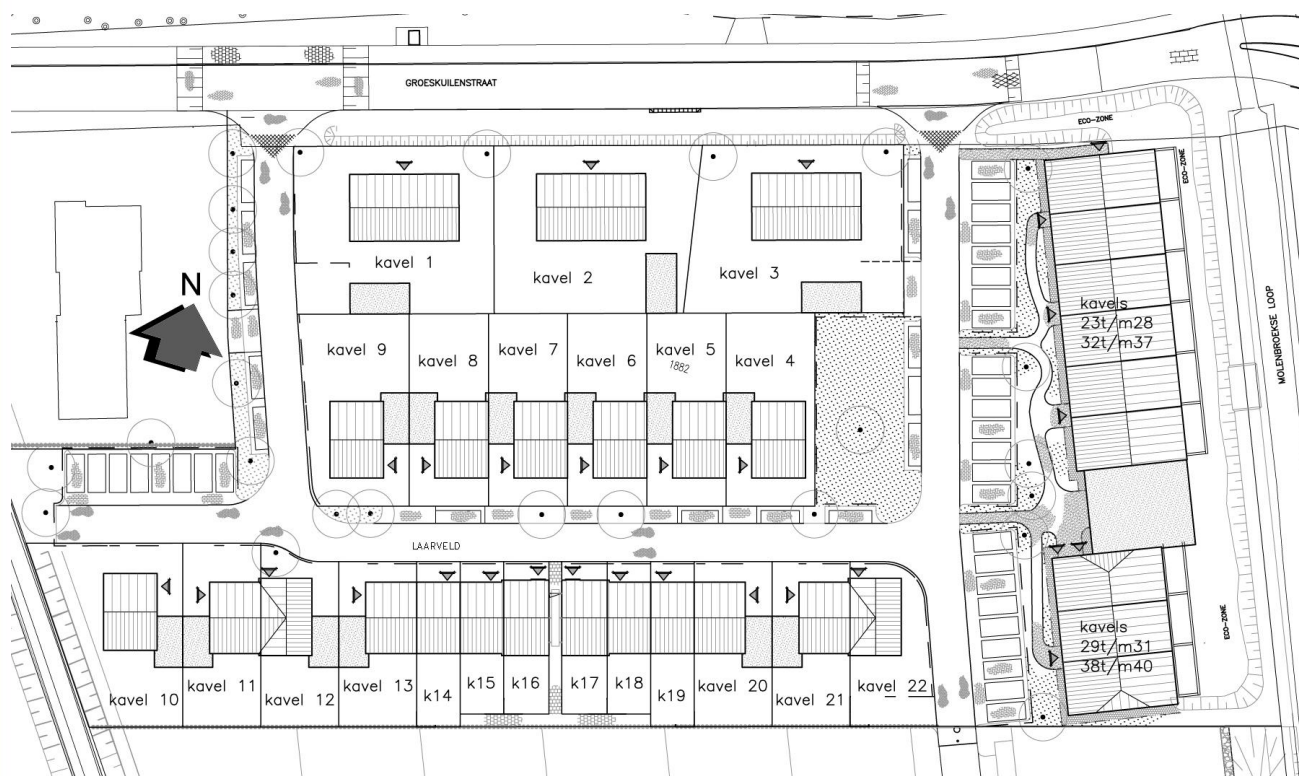 GROESKUILENSTRAAT
ECO-ZONE
ECO-ZONE
N
kavel 1
kavel 2
kavel 3
kavels
23t/m28
32t/m37
MOLENBROEKSE LOOP
kavel 9
kavel 8
kavel 7
kavel 6
kavel 5
1882
kavel 4
LAARVELD
kavel 10
kavel 11
kavel 12
kavel 13
k14
k15
k16
k17
k18
k19
kavel 20
kavel 21
kavel 22
kavels
29t/m31
38t/m40
ECO-ZONE